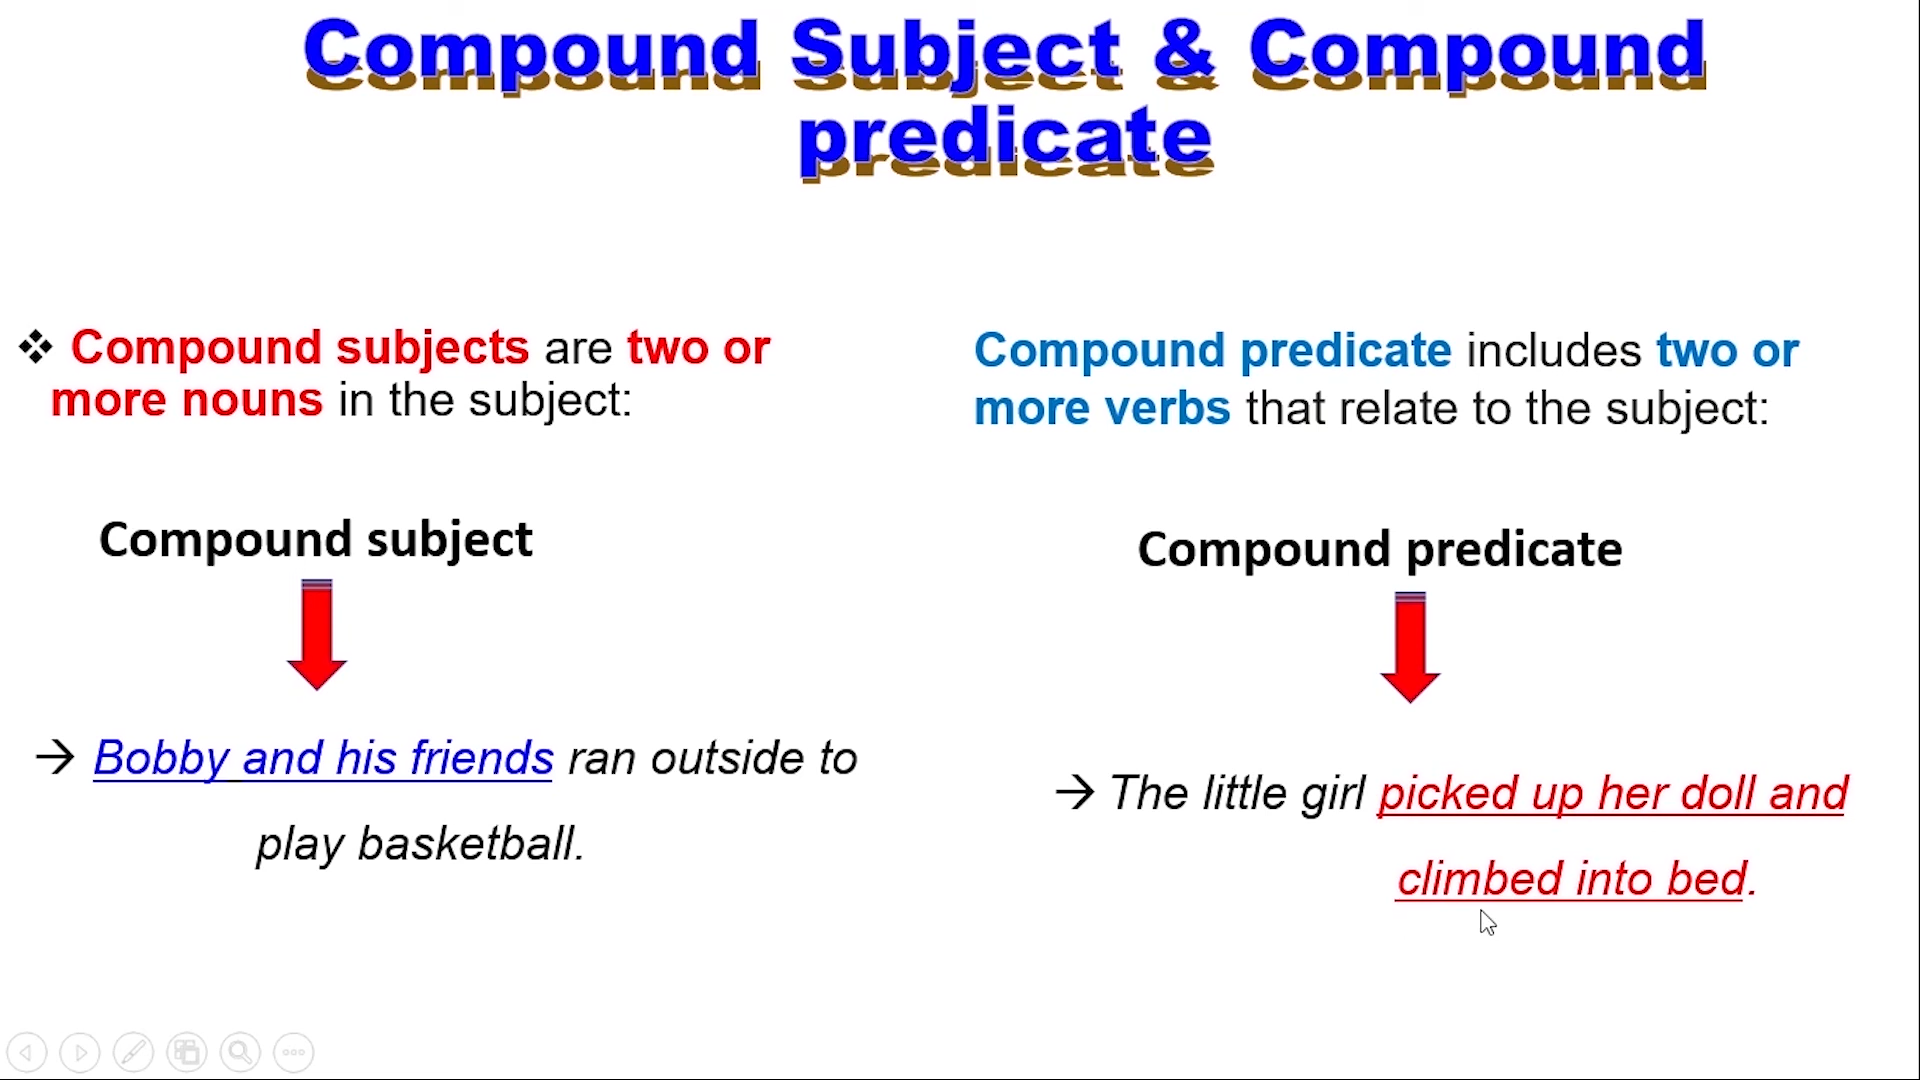 Compound Subject & Compound
predicate
❖ Compound subjects are two or
more nouns in the subject:
Compound subject
→ Bobby and his friends ran outside to
play basketball.
Compound predicate includes two or
more verbs that relate to the subject:
Compound predicate
→ The little girl picked up her doll and
climbed into bed.